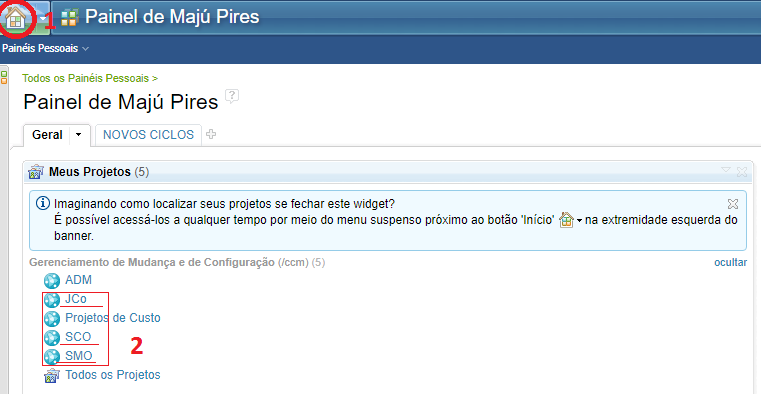 1
Painel de Majú Pires
Painéis Pessoais
Todos os Painéis Pessoais >
Painel de Majú Pires ?
Geral NOVOS CICLOS
Meus Projetos (5)
Imaginando como localizar seus projetos se fechar este widget?
É possível acessá-los a qualquer tempo por meio do menu suspenso próximo ao botão 'Início' na extremidade esquerda do
banner.
Gerenciamento de Mudança e de Configuração (/ccm) (5) ocultar
ADM
JCo
Projetos de Custo
SCO
SMO
2
Todos os Projetos